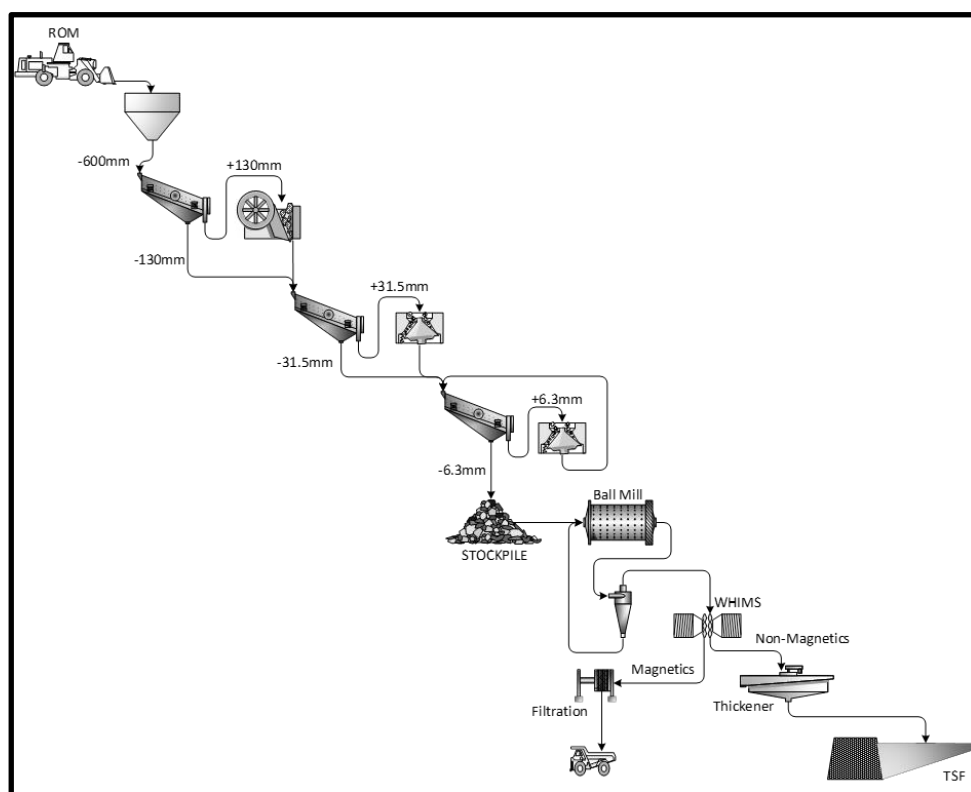 ROM
-600mm
+130mm
-130mm
+31.5mm
-31.5mm
+6.3mm
-6.3mm
Ball Mill
STOCKPILE
WHIMS
Non-Magnetics
Magnetics
Filtration
Thickener
TSF